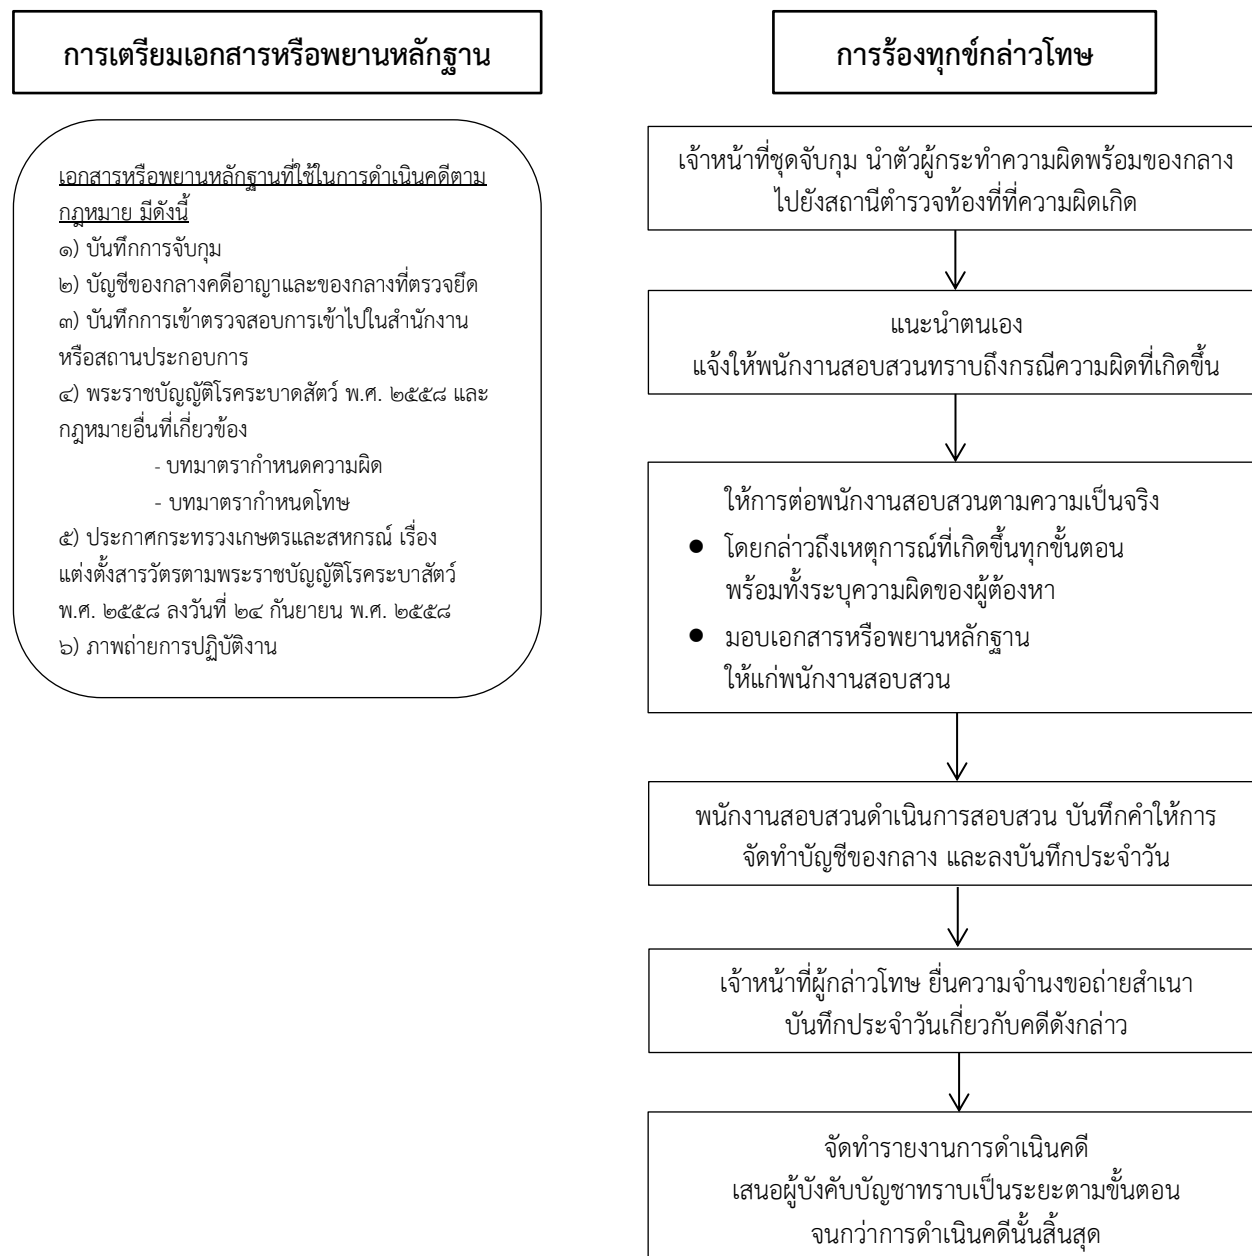 การเตรียมเอกสารหรือพยานหลักฐาน
เอกสารหรือพยานหลักฐานที่ใช้ในการดำเนินคดีตาม
กฎหมาย มีดังนี้
๑) บันทึกการจับกุม
๒) บัญชีของกลางคดีอาญาและของกลางที่ตรวจยึด
๓) บันทึกการเข้าตรวจสอบการเข้าไปในสำนักงาน
หรือสถานประกอบการ
๔) พระราชบัญญัติโรคระบาดสัตว์ พ.ศ. ๒๕๕๘ และ
กฎหมายอื่นที่เกี่ยวข้อง
- บทมาตรากำหนดความผิด
- บทมาตรากำหนดโทษ
๕) ประกาศกระทรวงเกษตรและสหกรณ์ เรื่อง
แต่งตั้งสารวัตรตามพระราชบัญญัติโรคระบาสัตว์
พ.ศ. ๒๕๕๘ ลงวันที่ ๒๔ กันยายน พ.ศ. ๒๕๕๘
๖) ภาพถ่ายการปฏิบัติงาน
การร้องทุกข์กล่าวโทษ
เจ้าหน้าที่ชุดจับกุม นำตัวผู้กระทำความผิดพร้อมของกลาง
ไปยังสถานีตำรวจท้องที่ที่ความผิดเกิด
แนะนำตนเอง
แจ้งให้พนักงานสอบสวนทราบถึงกรณีความผิดที่เกิดขึ้น
ให้การต่อพนักงานสอบสวนตามความเป็นจริง
● โดยกล่าวถึงเหตุการณ์ที่เกิดขึ้นทุกขั้นตอน
พร้อมทั้งระบุความผิดของผู้ต้องหา
● มอบเอกสารหรือพยานหลักฐาน
ให้แก่พนักงานสอบสวน
พนักงานสอบสวนดำเนินการสอบสวน บันทึกคำให้การ
จัดทำบัญชีของกลาง และลงบันทึกประจำวัน
เจ้าหน้าที่ผู้กล่าวโทษ ยื่นความจำนงขอถ่ายสำเนา
บันทึกประจำวันเกี่ยวกับคดีดังกล่าว
จัดทำรายงานการดำเนินคดี
เสนอผู้บังคับบัญชาทราบเป็นระยะตามขั้นตอน
จนกว่าการดำเนินคดีนั้นสิ้นสุด